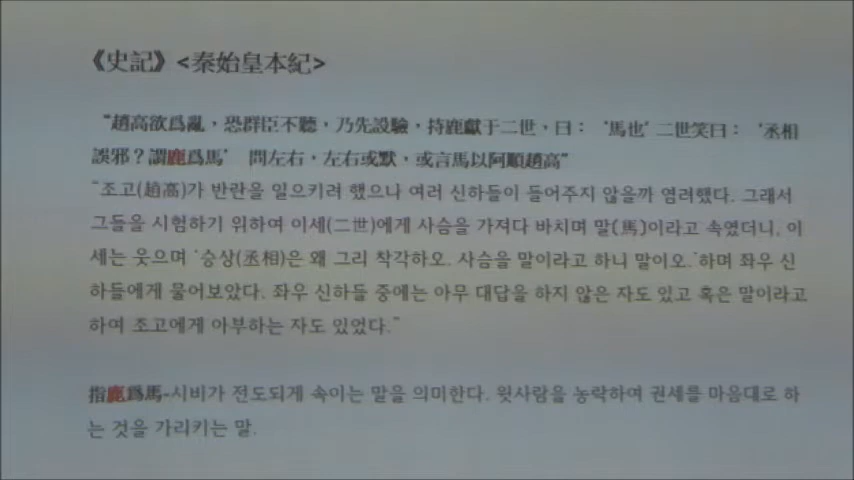 《史記》<秦始皇本紀>
“趙高欲爲亂，恐群臣不聽，乃先設驗，持鹿獻于二世，曰： ‘馬也’ 二世笑曰： ‘丞相
誤邪？謂鹿爲馬’ 問左右，左右或默，或言馬以阿順趙高”
“조고(趙高)가 반란을 일으키려 했으나 여러 신하들이 들어주지 않을까 염려했다. 그래서
그들을 시험하기 위하여 이세(二世)에게 사슴을 가져다 바치며 말(馬)이라고 속였더니, 이
세는 웃으며 ‘승상(丞相)은 왜 그리 착각하오. 사슴을 말이라고 하니 말이오.’하며 좌우 신
하들에게 물어보았다. 좌우 신하들 중에는 아무 대답을 하지 않은 자도 있고 혹은 말이라고
하여 조고에게 아부하는 자도 있었다.”
指鹿爲馬-시비가 전도되게 속이는 말을 의미한다. 윗사람을 농락하여 권세를 마음대로 하
는 것을 가리키는 말.